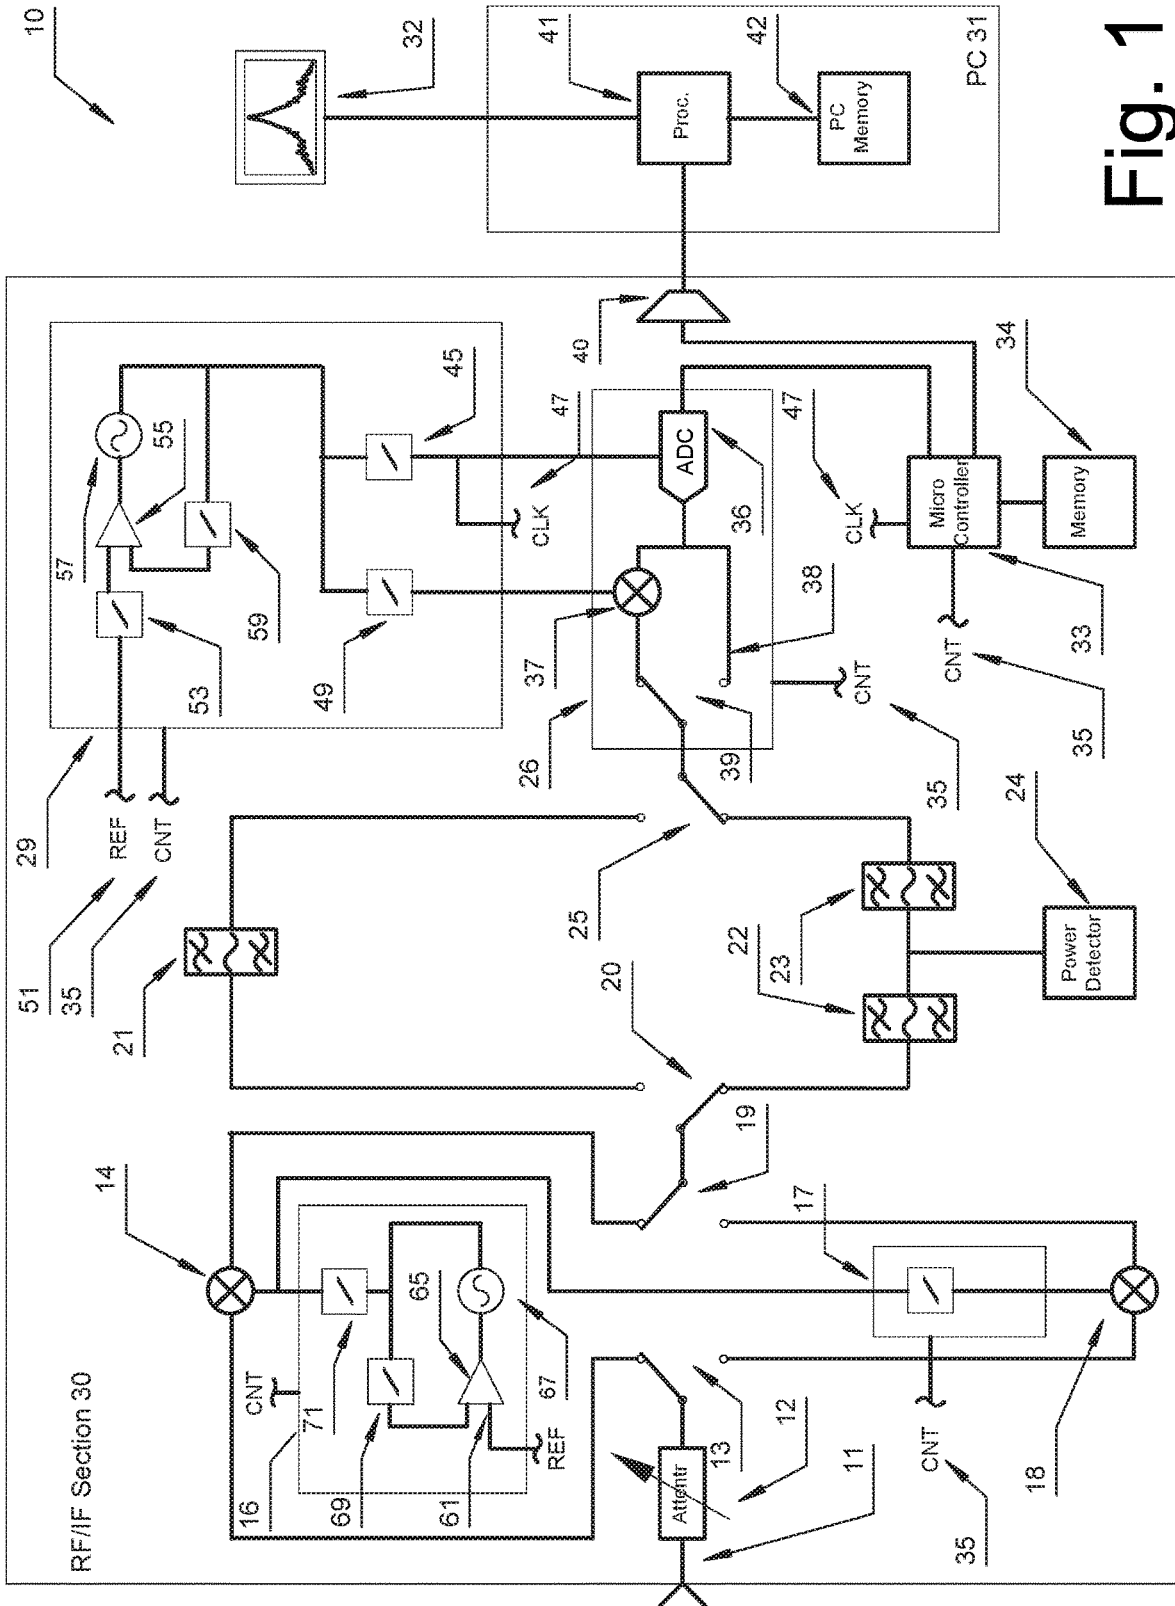 Fig. 1
10
32
41
42
PC 31
Proc.
PC
Memory
RF/IF Section 30
40
34
45
47
47
ADC
36
CLK
CLK
Micro
Controller
Memory
57
55
59
53
49
37
38
33
CNT
35
CNT
35
26
39
29
REF
CNT
51
35
21
25
24
22
23
20
Power
Detector
14
19
17
CNT
71
65
67
16
69
61
REF
13
12
11
Attentr
CNT
35
18